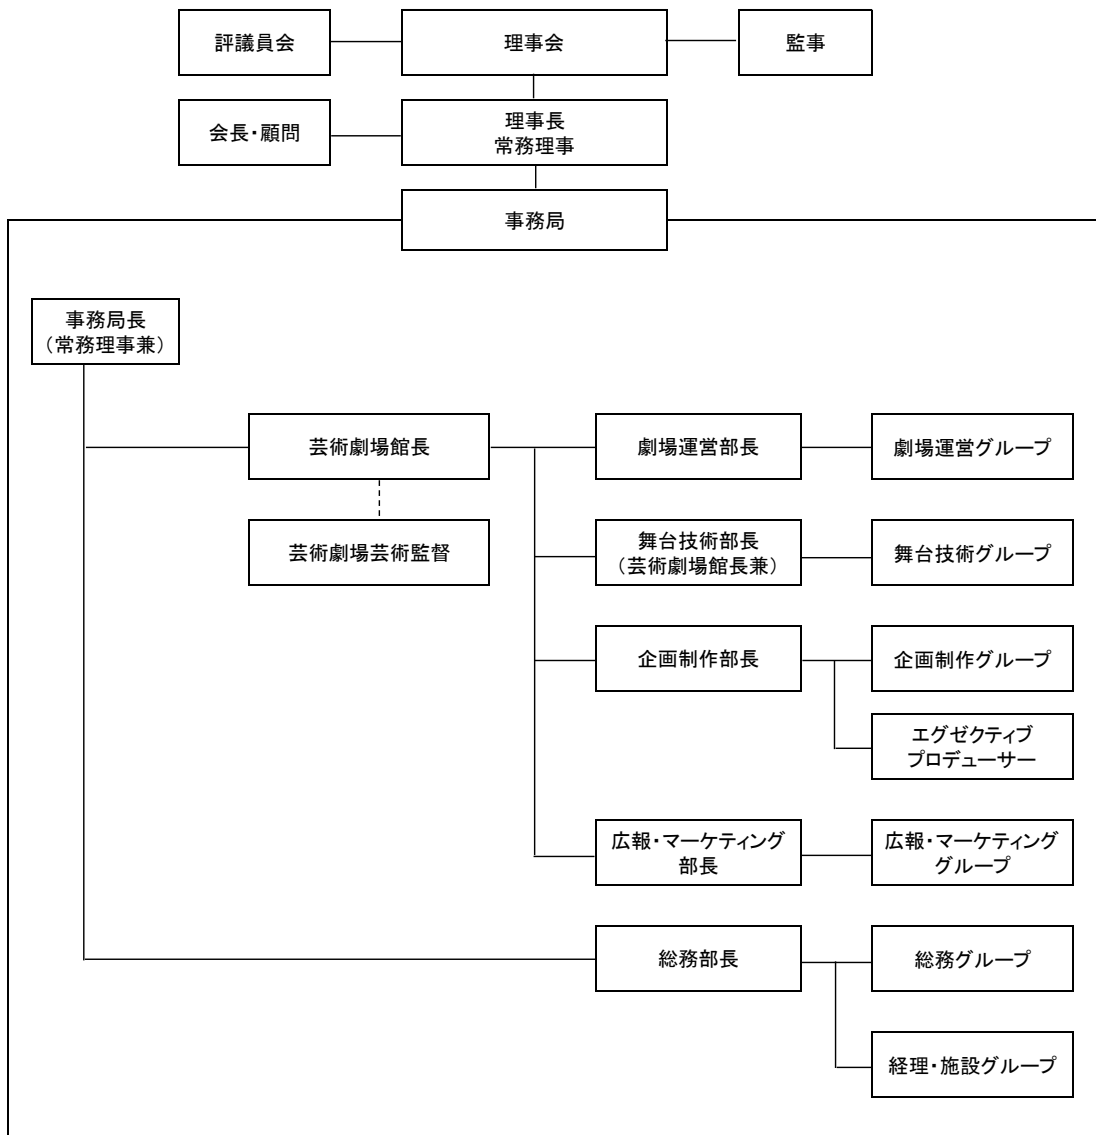 評議員会
理事会
監事
会長・顧問
理事長
常務理事
事務局
事務局長
（常務理事兼）
芸術劇場館長
劇場運営部長
劇場運営グループ
芸術劇場芸術監督
舞台技術部長
（芸術劇場館長兼）
舞台技術グループ
企画制作部長
企画制作グループ
エグゼクティブ
プロデューサー
広報・マーケティング
部長
広報・マーケティング
グループ
総務部長
総務グループ
経理・施設グループ